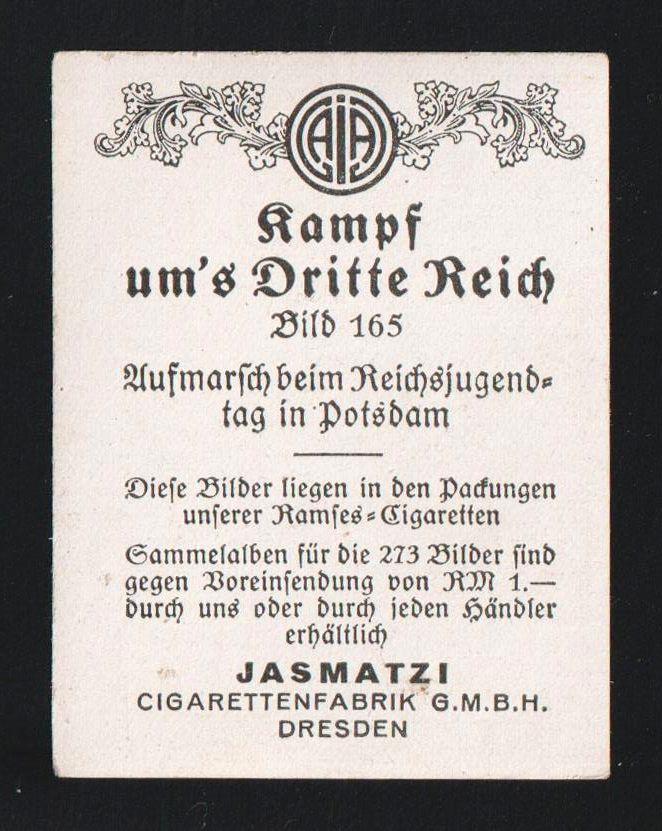 AIA
Kampf
um's Dritte Reich
Bild 165
Aufmarsch beim Reichsjugend=
tag in Potsdam
Diese Bilder liegen in den Packungen
unserer Ramses=Cigaretten
Sammelalben für die 273 Bilder sind
gegen Voreinsendung von RM 1.—
durch uns oder durch jeden Händler
erhältlich
JASMATZI
CIGARETTENFABRIK G.M.B.H.
DRESDEN